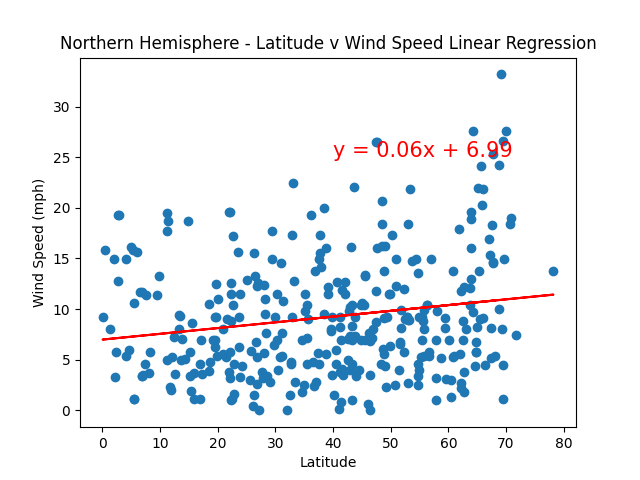 Northern Hemisphere - Latitude v Wind Speed Linear Regression
30
25
20
15
10
5
0
Wind Speed (mph)
y = 0.06x + 6.99
0 10 20 30 40 50 60 70 80
Latitude